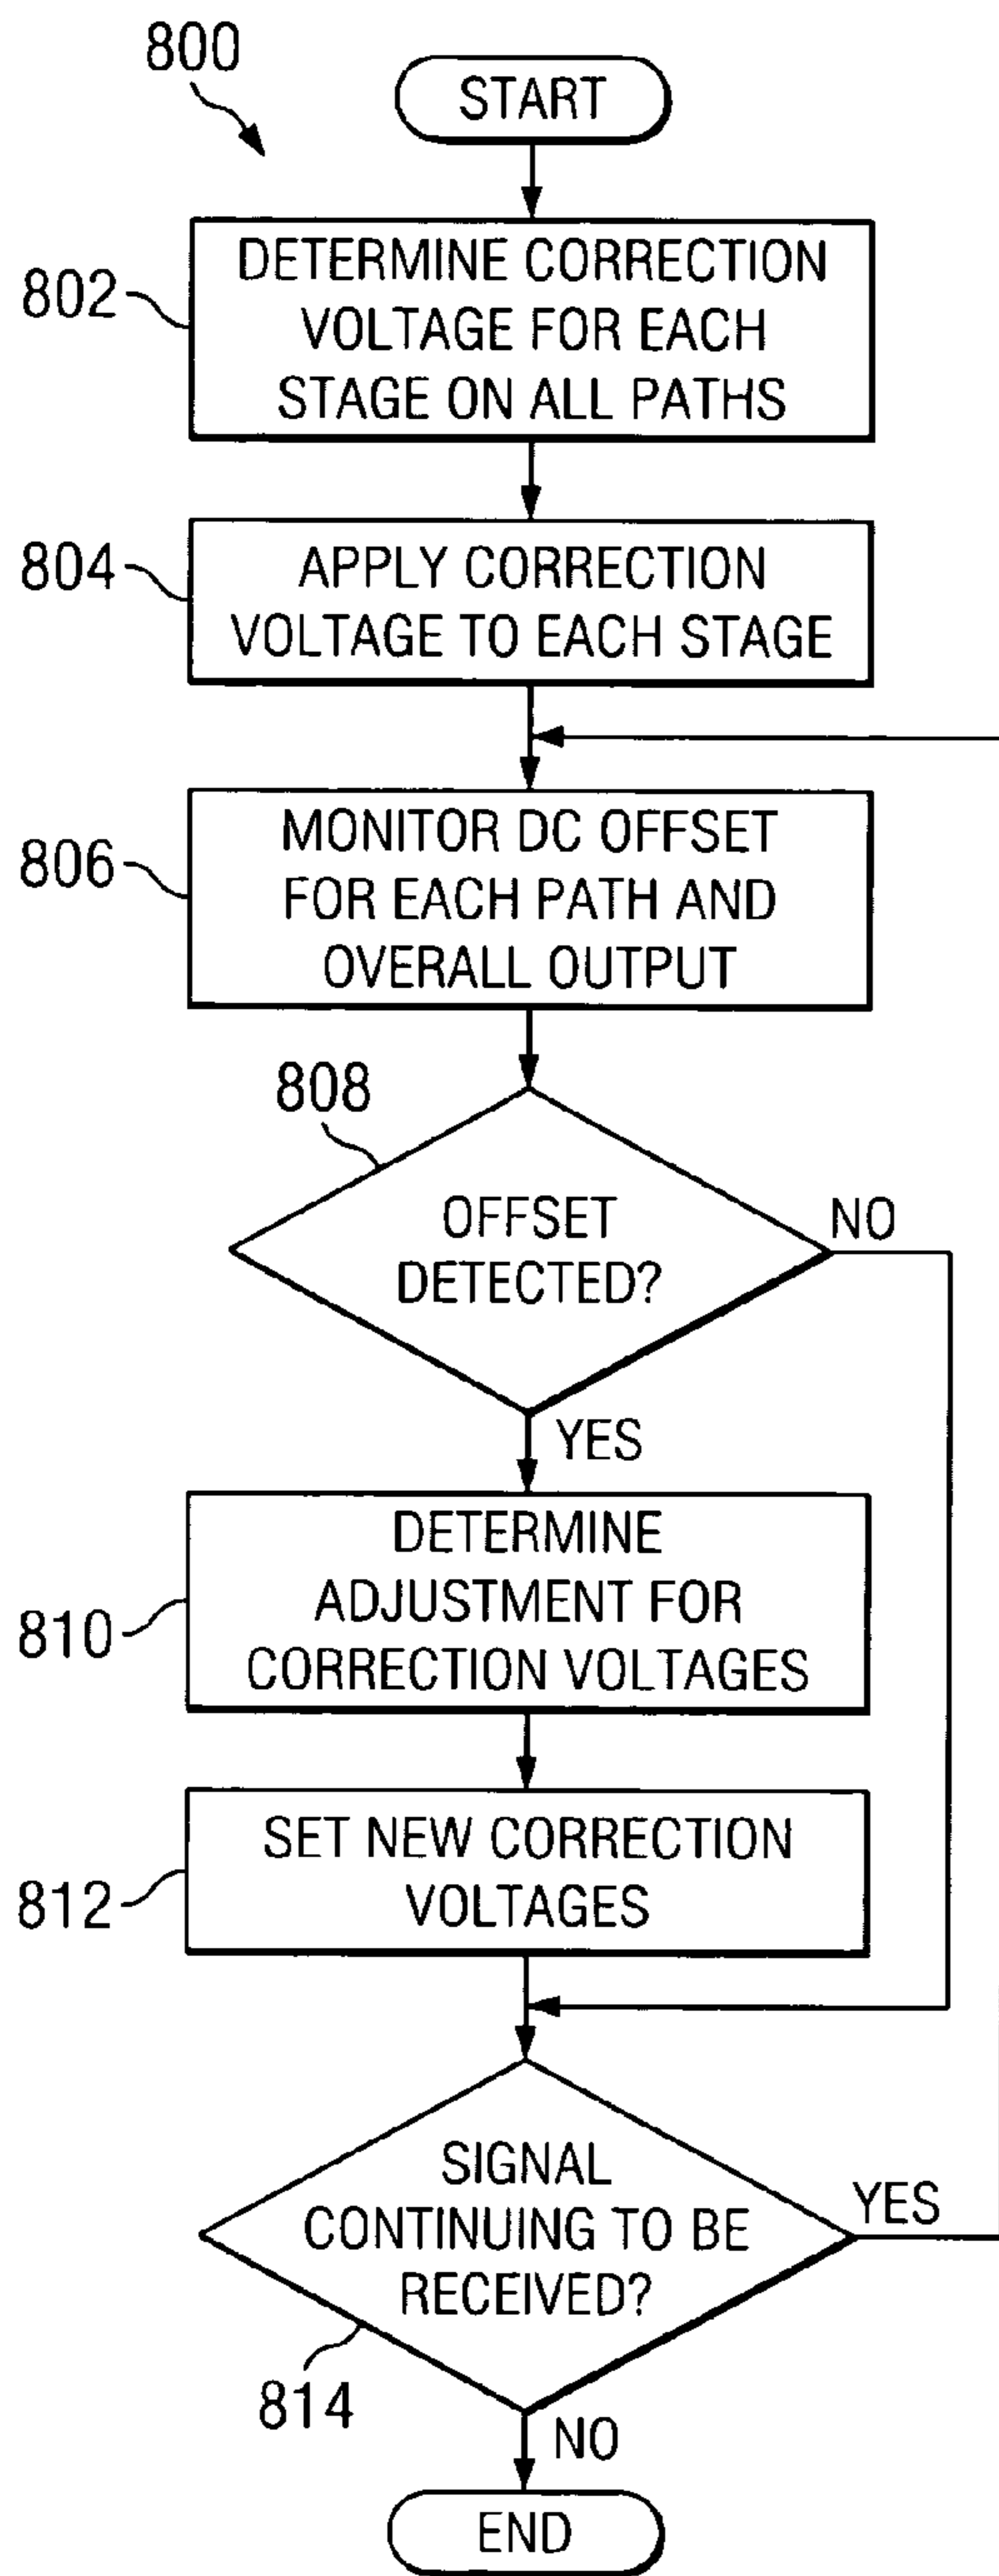 800
START
802
DETERMINE CORRECTION
VOLTAGE FOR EACH
STAGE ON ALL PATHS
804
APPLY CORRECTION
VOLTAGE TO EACH STAGE
806
MONITOR DC OFFSET
FOR EACH PATH AND
OVERALL OUTPUT
808
OFFSET
DETECTED?
NO
YES
810
DETERMINE
ADJUSTMENT FOR
CORRECTION VOLTAGES
812
SET NEW CORRECTION
VOLTAGES
SIGNAL
CONTINUING TO BE
RECEIVED?
YES
814
NO
END